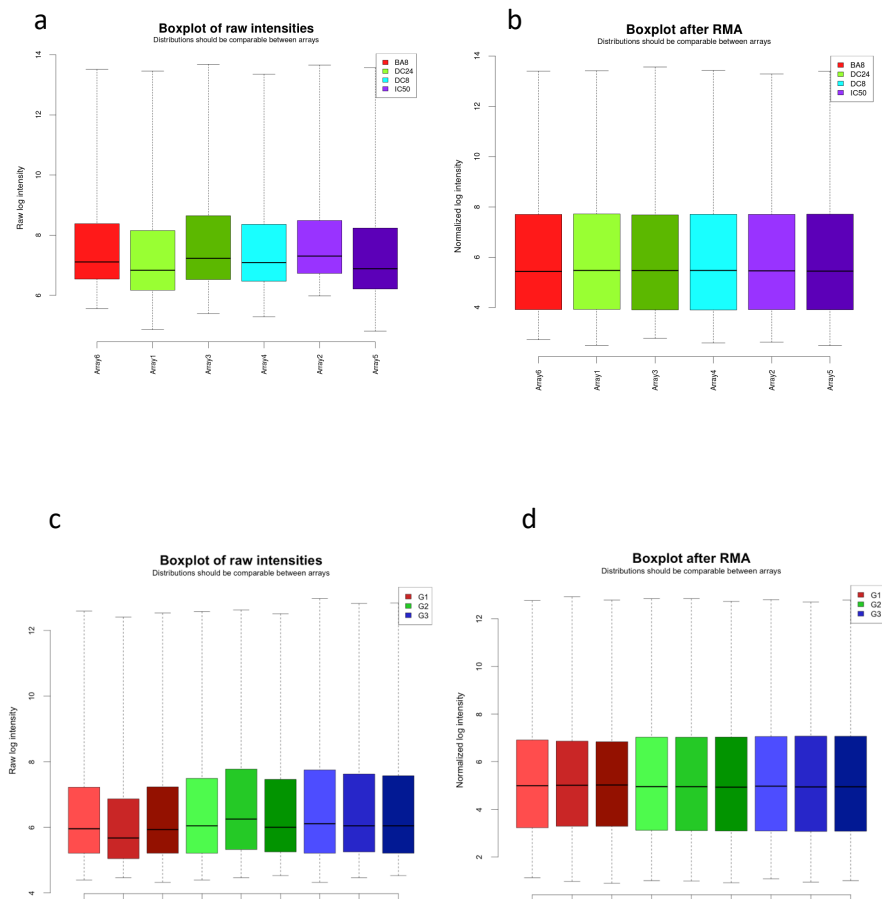 a
Boxplot of raw intensities
Distributions should be comparable between arrays
BA8
DC24
DC8
IC50
Raw log intensity
14
12
10
8
6
Array6
Array1
Array3
Array4
Array2
Array5
b
Boxplot after RMA
Distributions should be comparable between arrays
BA8
DC24
DC8
IC50
Normalized log intensity
14
12
10
8
6
4
Array6
Array1
Array3
Array4
Array2
Array5
c
Boxplot of raw intensities
Distributions should be comparable between arrays
G1
G2
G3
Raw log intensity
12
10
8
6
4
d
Boxplot after RMA
Distributions should be comparable between arrays
G1
G2
G3
Normalized log intensity
12
10
8
6
4
2